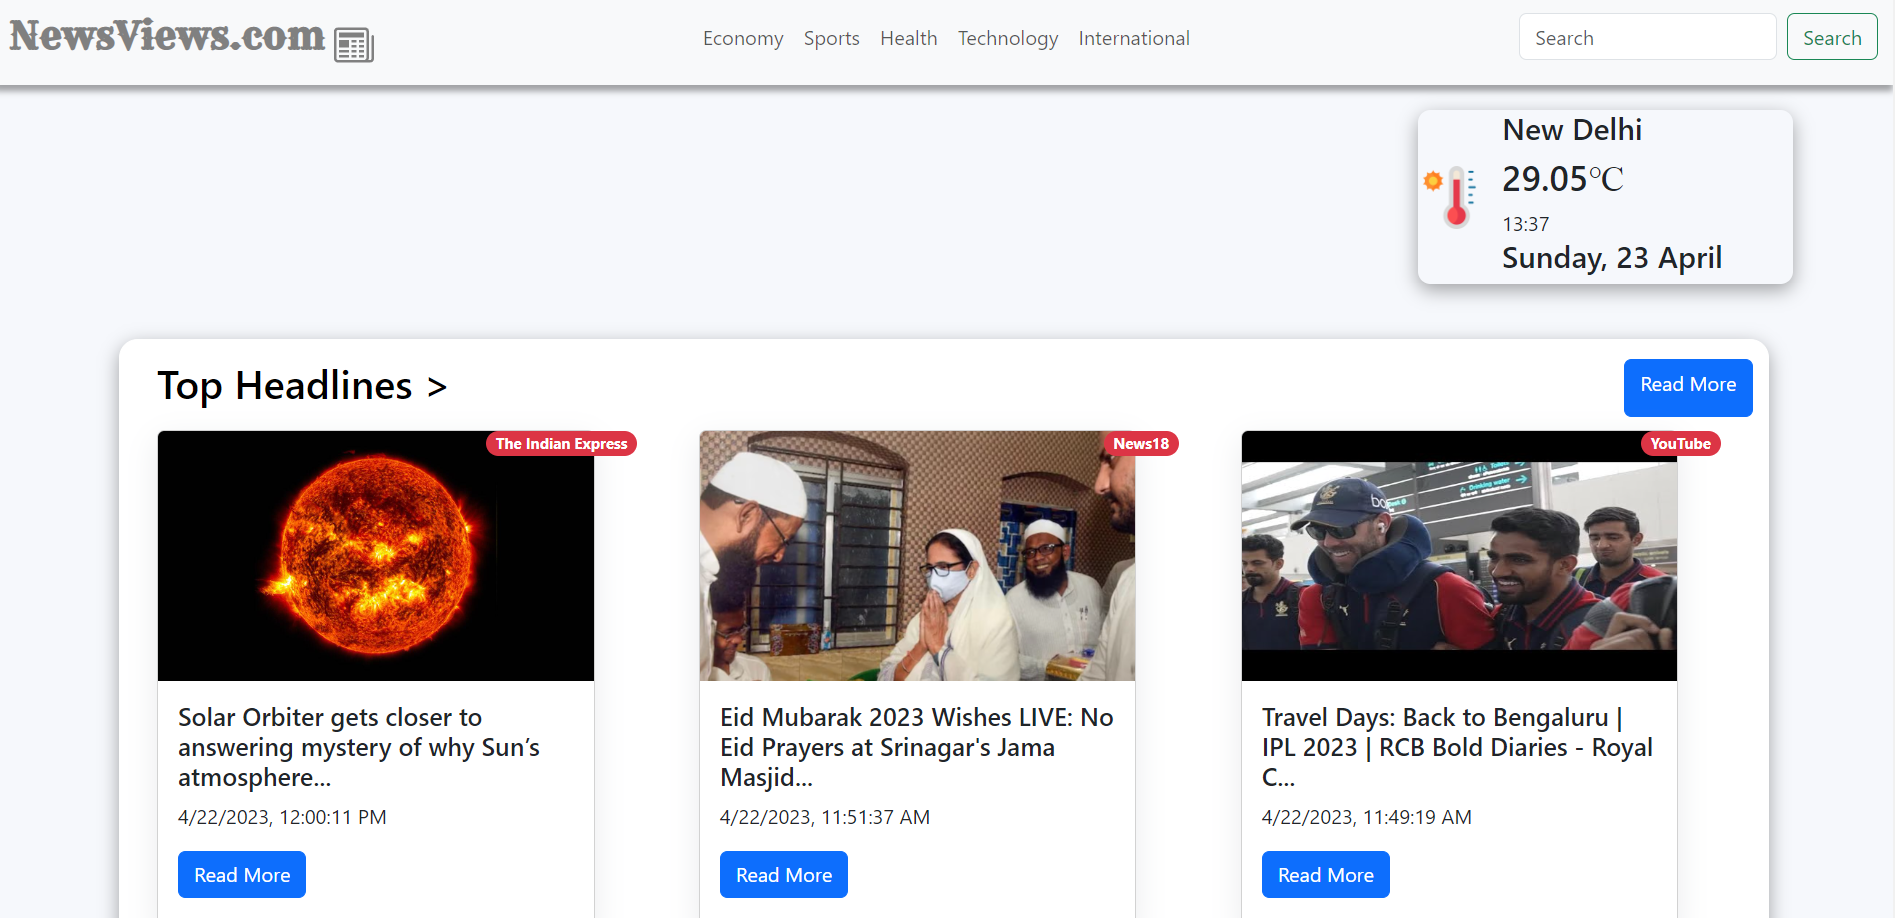 NewsViews.com
Economy Sports Health Technology International
Search
Search
New Delhi
29.05°C
13:37
Sunday, 23 April
Top Headlines >
Read More
The Indian Express
Solar Orbiter gets closer to
answering mystery of why Sun’s
atmosphere...
4/22/2023, 12:00:11 PM
Read More
News18
Eid Mubarak 2023 Wishes LIVE: No
Eid Prayers at Srinagar's Jama
Masjid...
4/22/2023, 11:51:37 AM
Read More
YouTube
Drinking water
Travel Days: Back to Bengaluru |
IPL 2023 | RCB Bold Diaries - Royal
C...
4/22/2023, 11:49:19 AM
Read More